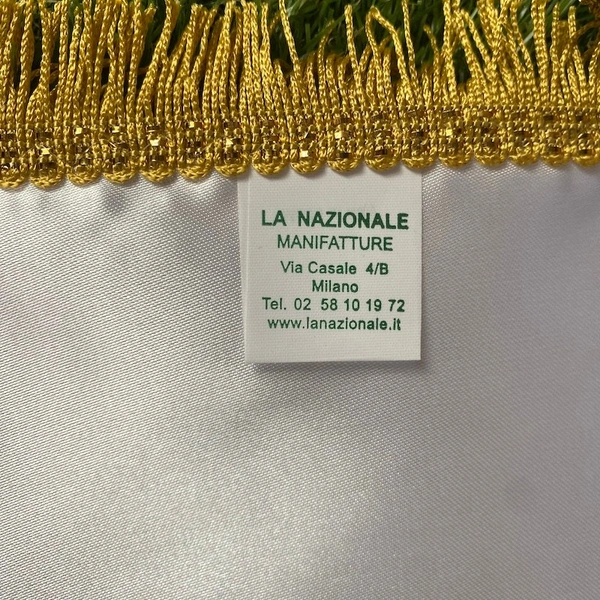 LA NAZIONALE
MANIFATTURE
Via Casale 4/B
Milano
Tel. 02 58 10 19 72
www.lanazionale.it